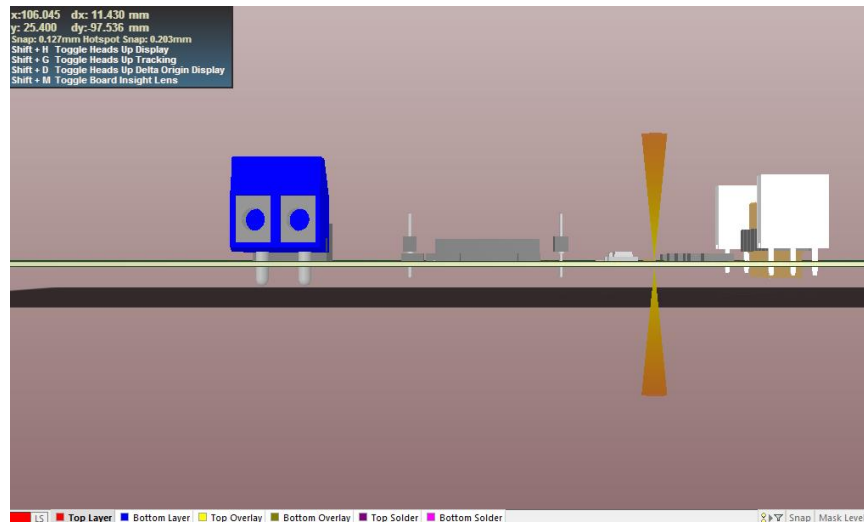 x:106.045 dx: 11.430 mm
y: 25.400 dy:-97.536 mm
Snap: 0.127mm Hotspot Snap: 0.203mm
Shift + H Toggle Heads Up Display
Shift + G Toggle Heads Up Tracking
Shift + D Toggle Heads Up Delta Origin Display
Shift + M Toggle Board Insight Lens
LS Top Layer Bottom Layer Top Overlay Bottom Overlay Top Solder Bottom Solder Snap Mask Leve